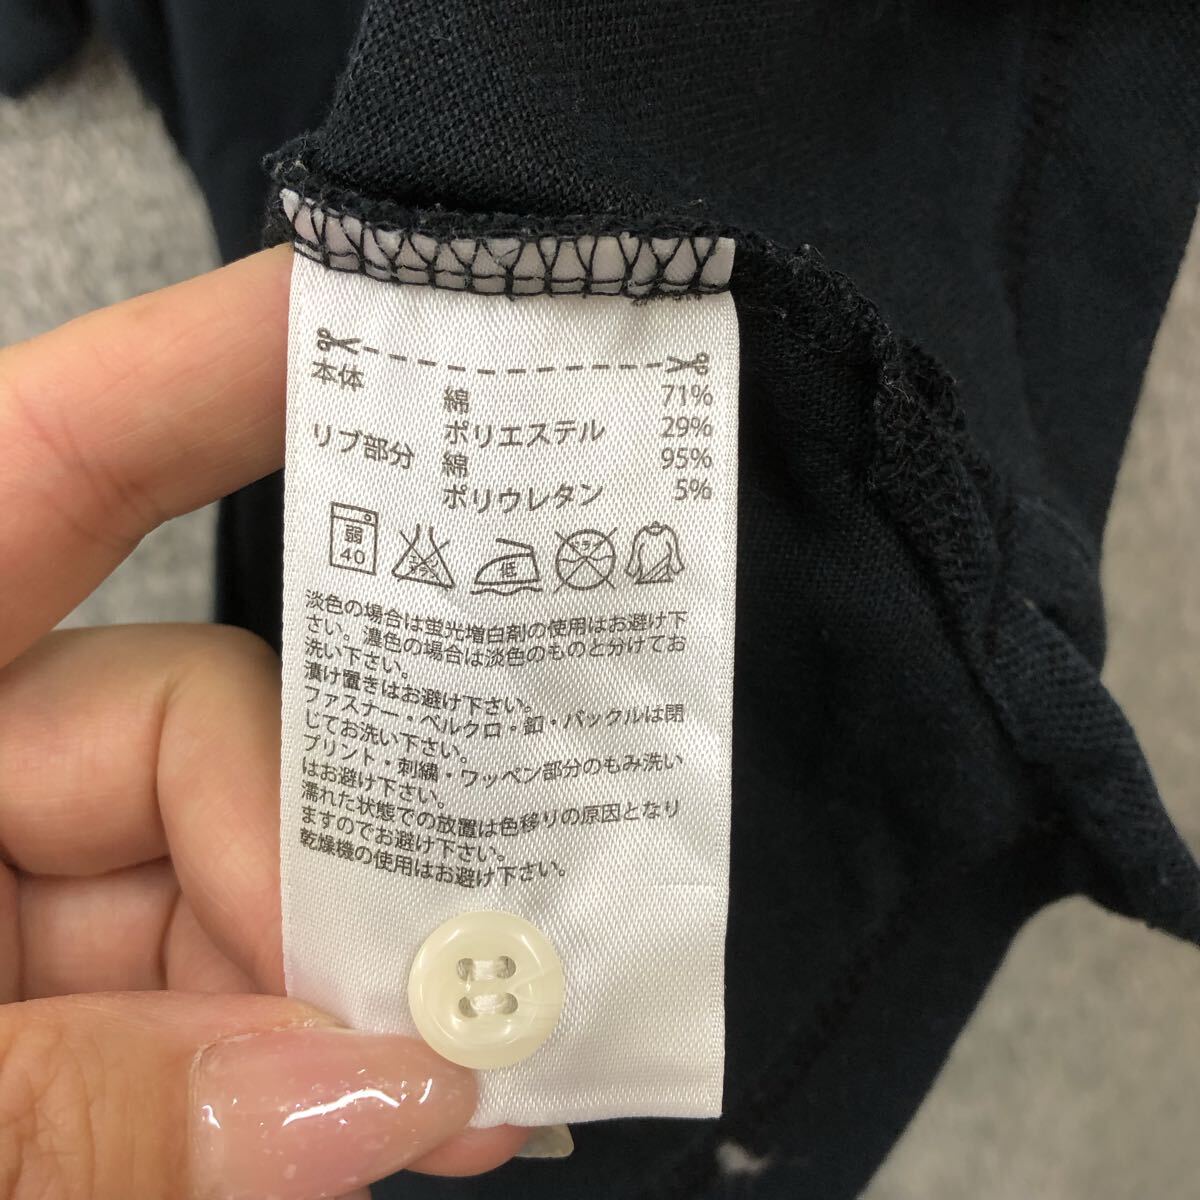 本体 綿 71%
ポリエステル 29%
リブ部分 綿 95%
ポリウレタン 5%
弱 40 低
淡色の場合は蛍光増白剤の使用はお避け下
さい。濃色の場合は淡色のものと分けてお
洗い下さい。
漬け置きはお避け下さい。
ファスナー・ベルクロ・釦・バックルは閉
じてお洗い下さい。
プリント・刺繍・ワッペン部分のもみ洗い
はお避け下さい。
濡れた状態での放置は色移りの原因となり
ますのでお避け下さい。
乾燥機の使用はお避け下さい。